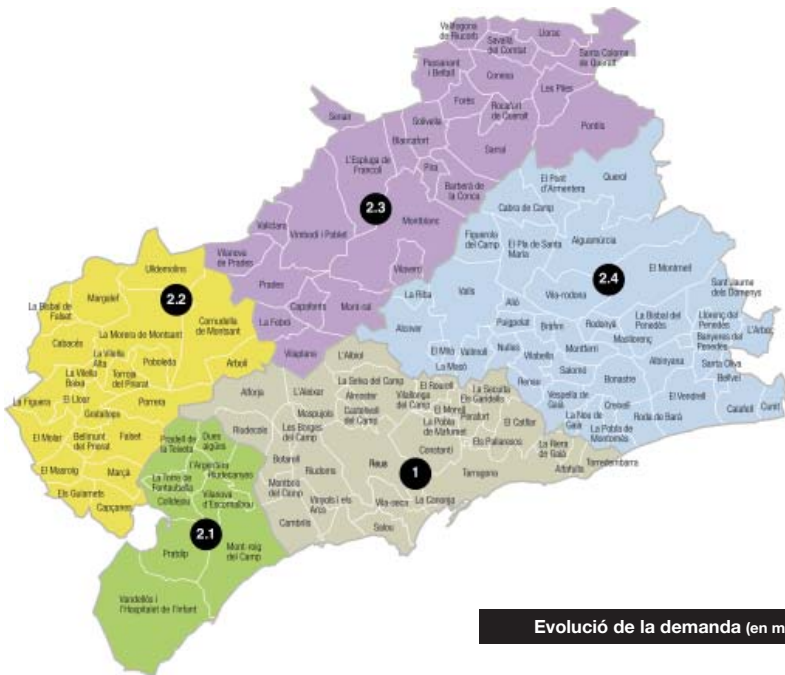 Vallfogona
de Riucorb
Savallà
del Comtat
Llorac
Santa Coloma
de Queralt
Passanant
i Belltall
Conesa
Les Piles
Forès
Rocafort
de Queralt
Senan
Solivella
Blancafort
Sarral
Pontils
L'Espluga de
Francolí
Pira
Barberà de
la Conca
2.3
Montblanc
Vallclara
Vimbodí i Poblet
Vilanova
de Prades
Prades
Vilaverd
Capafonts
Mont-ral
La Febró
Vilaplana
El Pont
d'Armentera
Querol
Cabra de Camp
Figuerola
del Camp
El Pla de Santa
Maria
Aiguamúrcia
2.4
El Montmell
Sant Jaume
dels Domenys
La Riba
Valls
Alió
Vila-rodona
La Bisbal del
Penedès
Llorenç del
Penedès
L'Arboç
Banyeres del
Penedès
Alcover
Puigpelat
Bràfim
Rodonyà
Masllorenç
El Milà
Vallmoll
Nulles
Vilabella
Montferri
Albinyana
Santa Oliva
La Masó
Salomó
Bellvei
Renau
Bonastre
Vespella de
Gaià
El Vendrell
Creixell
Calafell
Cunit
La Nou de
Gaià
Roda de Barà
La Pobla de
Montornès
Ulldemolins
2.2
La Bisbal de
Falset
Margalef
Cornudella
de Montsant
Cabacés
La Morera de Montsant
La Vilella
Alta
Poboleda
La Vilella
Baixa
Torroja
del Priorat
Arbolí
La Figuera
El Lloar
Gratallops
Porrera
El Molar
Bellmunt
del Priorat
Falset
El Masroig
Marçà
Els Guiamets
Capçanes
Pradell de
la Teixeta
Dues
aigües
L'Argentera
Riudecanyes
La Torre de
Fontaubella
Colldejou
Vilanova
d'Escornalbou
2.1
Pratdip
Mont-roig
del Camp
Vandellòs i
l'Hospitalet de l'Infant
L'Albiol
Alforja
L'Aleixar
La Selva del Camp
El Rourell
La Secuita
Almoster
Vilallonga
del Camp
Els Garidells
Maspujols
Castellvell
del Camp
El Morell
Perafort
El Catllar
Riudecols
Les Borges
del Camp
La Pobla
de Mafumet
Els Pallaresos
La Riera
de Gaià
Botarell
Reus
Constantí
Altafulla
Torredembarra
Riudoms
1
Tarragona
Montbrió
del Camp
Vinyols i els
Arcs
Vila-seca
La Canonja
Cambrils
Salou
Evolució de la demanda (en m